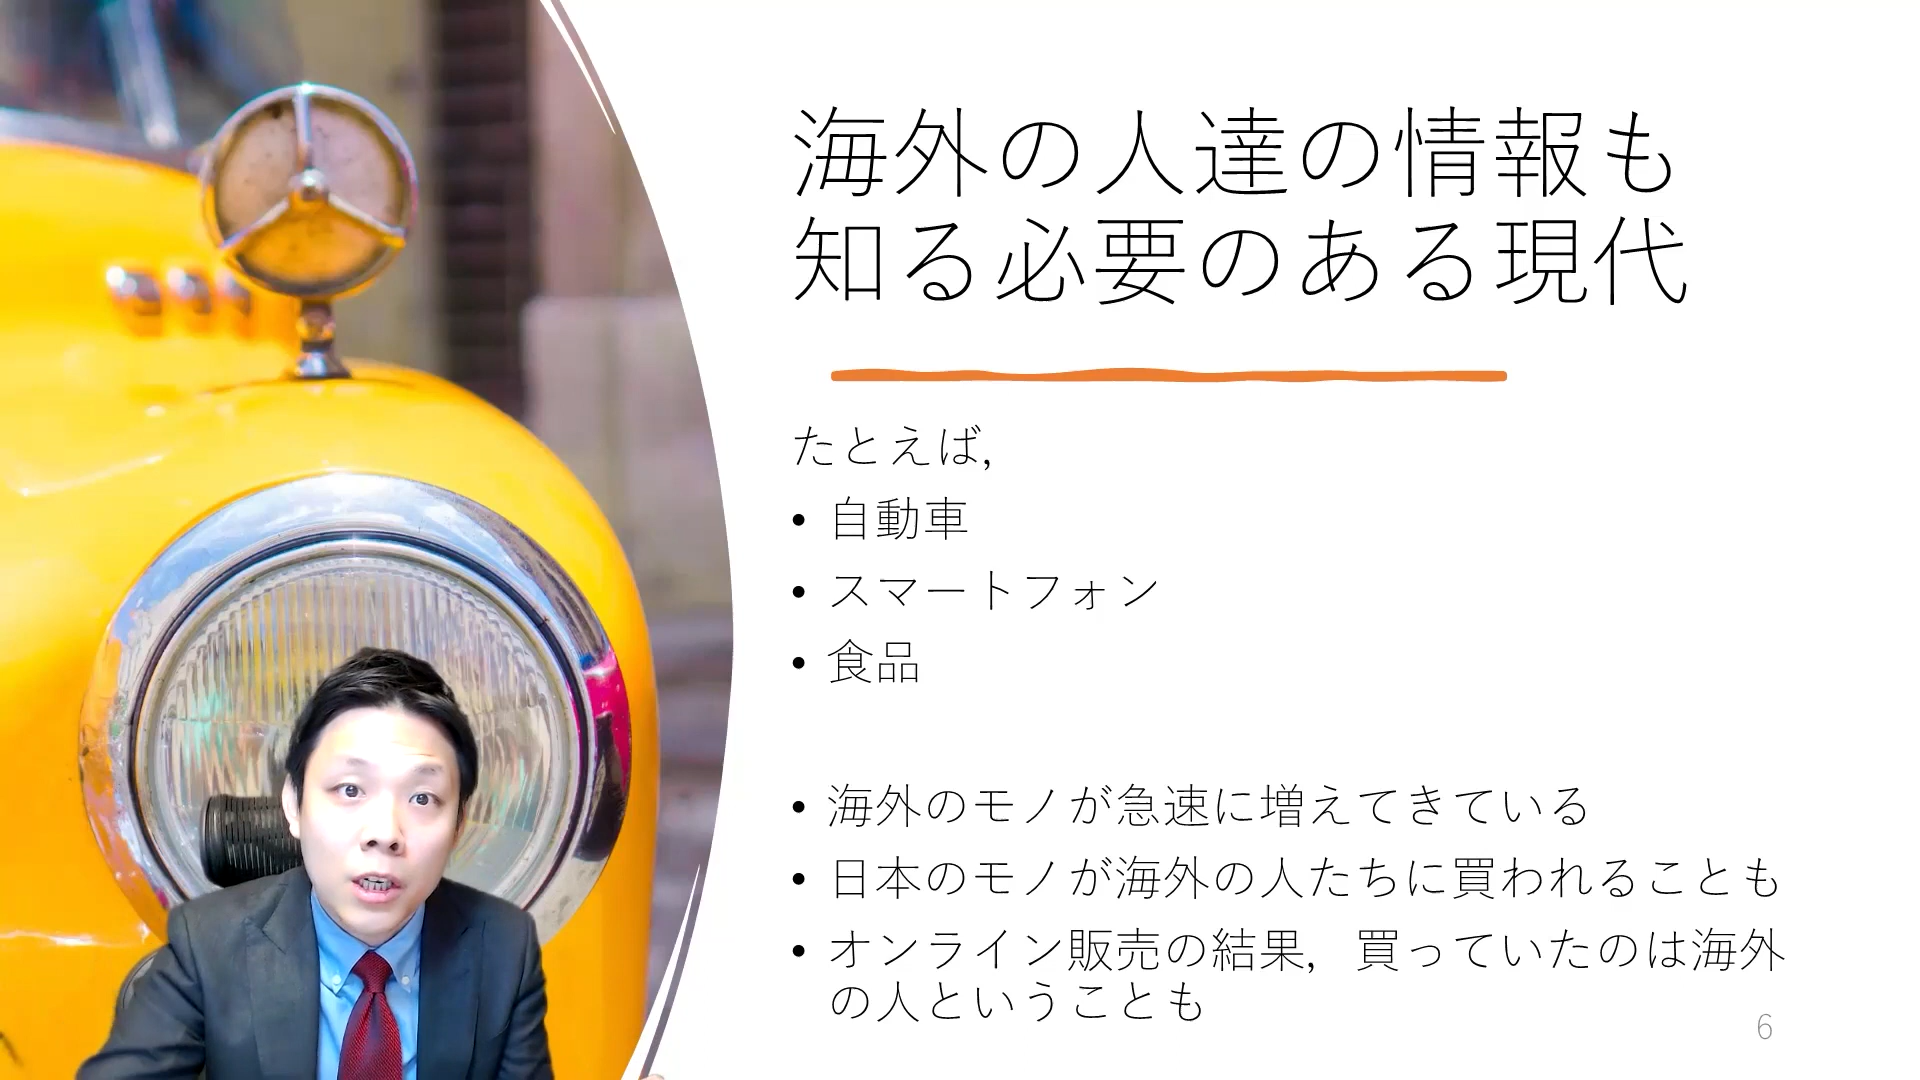 海外の人達の情報も
知る必要のある現代
たとえば，
• 自動車
• スマートフォン
• 食品
• 海外のモノが急速に増えてきている
• 日本のモノが海外の人たちに買われることも
• オンライン販売の結果，買っていたのは海外
の人ということも
6